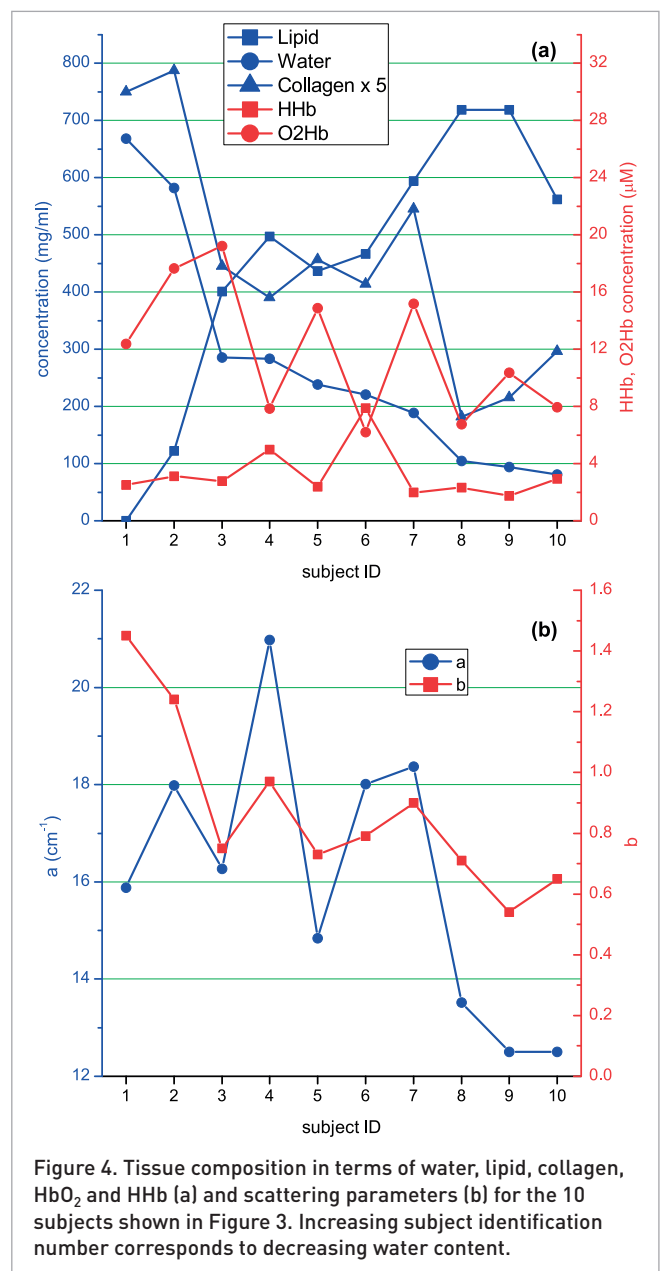 Lipid
Water
Collagen x 5
HHb
O2Hb
(a)
800
700
600
500
400
300
200
100
0
concentration (mg/ml)
32
28
24
20
16
12
8
4
0
HHb, O2Hb concentration (μM)
1 2 3 4 5 6 7 8 9 10
subject ID
(b)
a
b
22
20
18
16
14
12
a (cm⁻¹)
1.6
1.4
1.2
1.0
0.8
0.6
0.4
0.2
0.0
b
1 2 3 4 5 6 7 8 9 10
subject ID
Figure 4. Tissue composition in terms of water, lipid, collagen,
HbO₂ and HHb (a) and scattering parameters (b) for the 10
subjects shown in Figure 3. Increasing subject identification
number corresponds to decreasing water content.